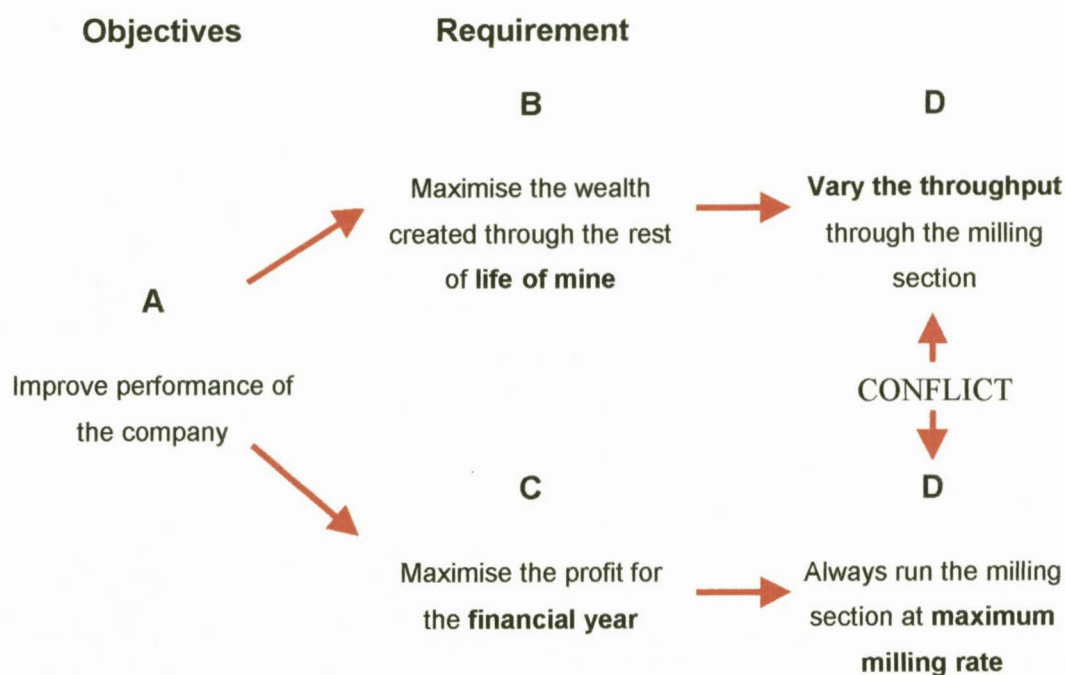 Objectives
Requirement
B
D
Maximise the wealth
created through the rest
of life of mine
Vary the throughput
through the milling
section
A
Improve performance of
the company
CONFLICT
C
D
Maximise the profit for
the financial year
Always run the milling
section at maximum
milling rate